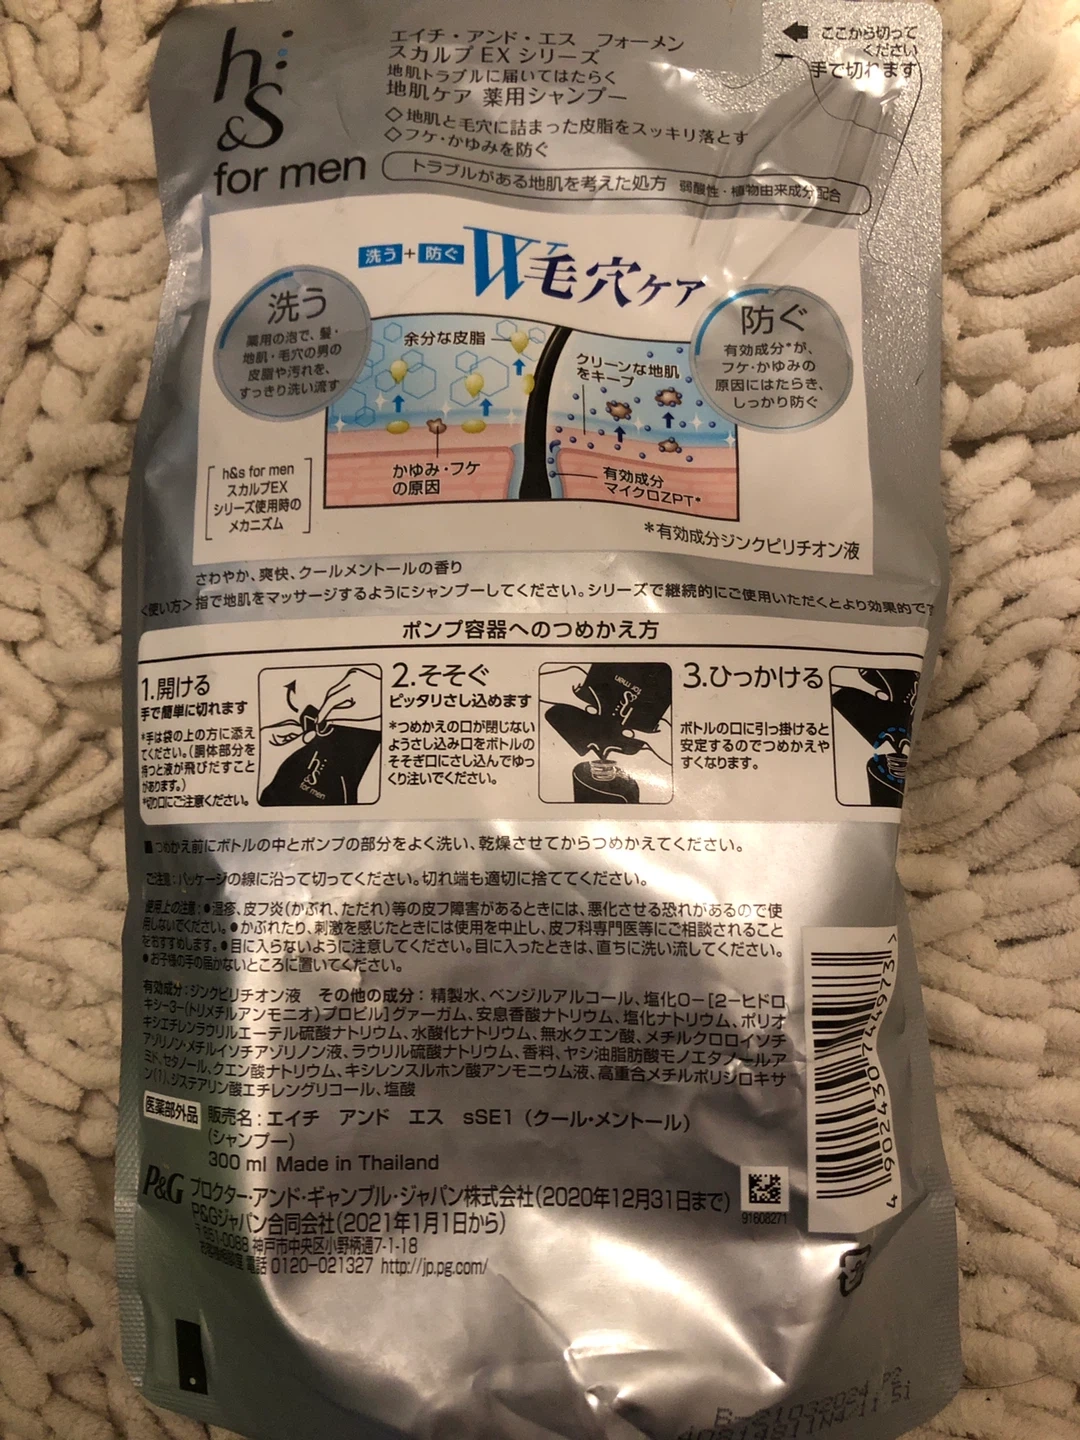 h&s
for men
エイチ・アンド・エス フォーメン
スカルプEXシリーズ
地肌トラブルに届いてはたらく
地肌ケア 薬用シャンプー
◇地肌と毛穴に詰まった皮脂をスッキリ落とす
◇フケ・かゆみを防ぐ
トラブルがある地肌を考えた処方 弱酸性・植物由来成分配合
ここから切って
ください
手で切れます
洗う+防ぐ W毛穴ケア
洗う
薬用の泡で、髪・
地肌・毛穴の男の
皮脂や汚れを、
すっきり洗い流す
余分な皮脂
クリーンな地肌
をキープ
防ぐ
有効成分*が、
フケ・かゆみの
原因にはたらき、
しっかり防ぐ
h&s for men
スカルプEX
シリーズ使用時の
メカニズム
かゆみ・フケ
の原因
有効成分
マイクロZPT*
*有効成分ジンクピリチオン液
さわやか、爽快、クールメントールの香り
<使い方>指で地肌をマッサージするようにシャンプーしてください。シリーズで継続的にご使用いただくとより効果的です
ポンプ容器へのつめかえ方
1.開ける
手で簡単に切れます
*手は袋の上の方に添え
てください。(胴体部分を
持つと液が飛びだすこと
があります。)
*切り口にご注意ください。
2.そそぐ
ピッタリさし込めます
*つめかえの口が閉じない
ようさし込み口をボトルの
そそぎ口にさし込んでゆっ
くり注いでください。
3.ひっかける
ボトルの口に引っ掛けると
安定するのでつめかえや
すくなります。
■つめかえ前にボトルの中とポンプの部分をよく洗い、乾燥させてからつめかえてください。
ご注意:パッケージの線に沿って切ってください。切れ端も適切に捨ててください。
使用上の注意:●湿疹、皮フ炎(かぶれ、ただれ)等の皮フ障害があるときには、悪化させる恐れがあるので使
用しないでください。●かぶれたり、刺激を感じたときには使用を中止し、皮フ科専門医等にご相談されること
をおすすめします。●目に入らないように注意してください。目に入ったときは、直ちに洗い流してください。
●お子様の手の届かないところに置いてください。
有効成分:ジンクピリチオン液 その他の成分:精製水、ベンジルアルコール、塩化O-[2-ヒドロ
キシ-3-(トリメチルアンモニオ)プロピル]グァーガム、安息香酸ナトリウム、塩化ナトリウム、ポリオ
キシエチレンラウリルエーテル硫酸ナトリウム、水酸化ナトリウム、無水クエン酸、メチルクロロイソチ
アゾリノン・メチルイソチアゾリノン液、ラウリル硫酸ナトリウム、香料、ヤシ油脂肪酸モノエタノールア
ミド、セタノール、クエン酸ナトリウム、キシレンスルホン酸アンモニウム液、高重合メチルポリシロキサ
ン(1)、ジステアリン酸エチレングリコール、塩酸
医薬部外品 販売名:エイチ アンド エス sSE1(クール・メントール)
(シャンプー)
300 ml Made in Thailand
P&G プロクター・アンド・ギャンブル・ジャパン株式会社(2020年12月31日まで)
P&Gジャパン合同会社(2021年1月1日から)
〒651-0088 神戸市中央区小野柄通7-1-18
お客様相談室 電話 0120-021327 http://jp.pg.com/
91608271
4 902430 744973 >